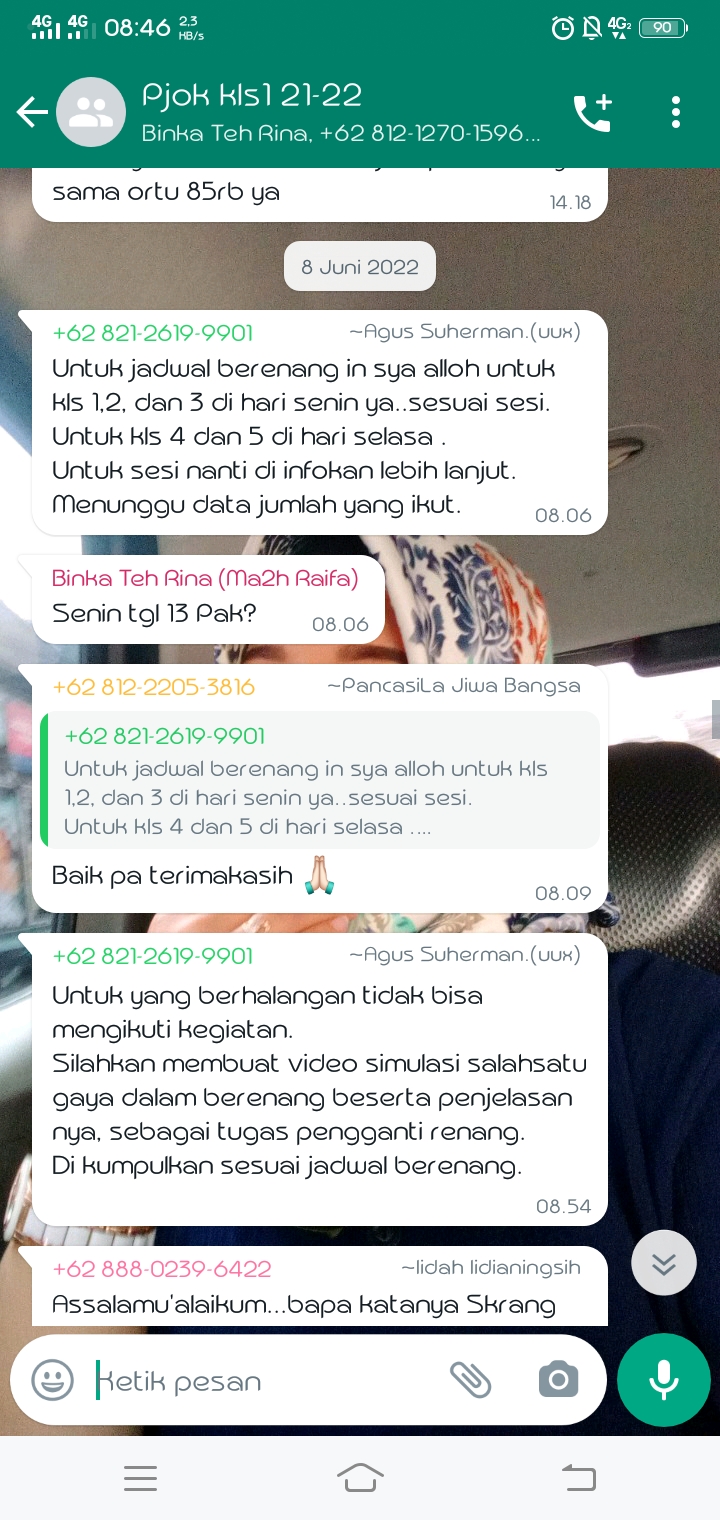 4G 4G 08:46 2,3 KB/s 4G2 90
Pjok kls1 21-22
Binka Teh Rina, +62 812-1270-1596...
sama ortu 85rb ya
14.18
8 Juni 2022
+62 821-2619-9901 ~Agus Suherman.(uux)
Untuk jadwal berenang in sya alloh untuk
kls 1,2, dan 3 di hari senin ya..sesuai sesi.
Untuk kls 4 dan 5 di hari selasa .
Untuk sesi nanti di infokan lebih lanjut.
Menunggu data jumlah yang ikut.
08.06
Binka Teh Rina (Ma2h Raifa)
Senin tgl 13 Pak?
08.06
+62 812-2205-3816 ~PancasiLa Jiwa Bangsa
+62 821-2619-9901
Untuk jadwal berenang in sya alloh untuk kls
1,2, dan 3 di hari senin ya..sesuai sesi.
Untuk kls 4 dan 5 di hari selasa ....
Baik pa terimakasih 🙏🏻
08.09
+62 821-2619-9901 ~Agus Suherman.(uux)
Untuk yang berhalangan tidak bisa
mengikuti kegiatan.
Silahkan membuat video simulasi salahsatu
gaya dalam berenang beserta penjelasan
nya, sebagai tugas pengganti renang.
Di kumpulkan sesuai jadwal berenang.
08.54
+62 888-0239-6422 ~lidah lidianingsih
Assalamu'alaikum...bapa katanya Skrang
Ketik pesan